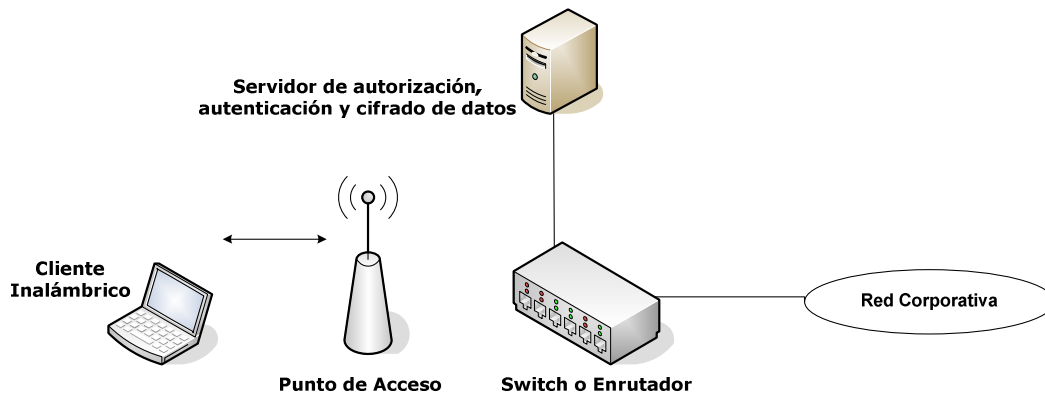 Servidor de autorización,
autenticación y cifrado de datos
Cliente
Inalámbrico
Red Corporativa
Punto de Acceso
Switch o Enrutador